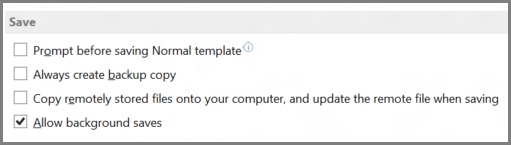 Save
Prompt before saving Normal template
Always create backup copy
Copy remotely stored files onto your computer, and update the remote file when saving
Allow background saves